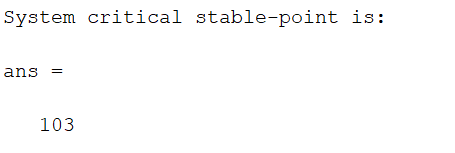 System critical stable-point is:
ans =
103